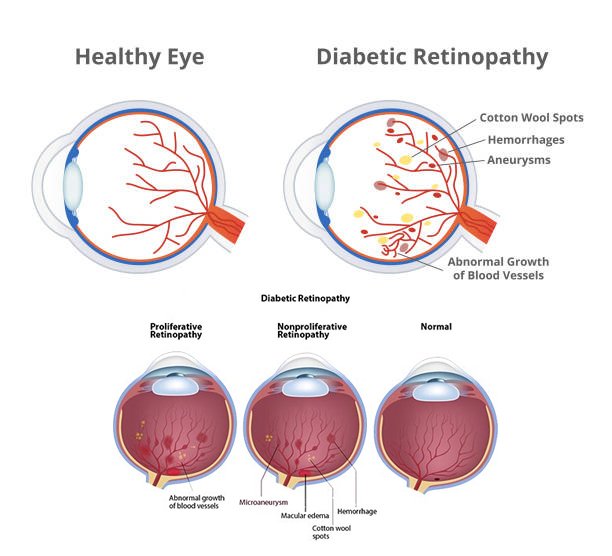 Healthy Eye
Diabetic Retinopathy
Cotton Wool Spots
Hemorrhages
Aneurysms
Abnormal Growth
of Blood Vessels
Diabetic Retinopathy
Proliferative
Retinopathy
Nonproliferative
Retinopathy
Normal
Abnormal growth
of blood vessels
Microaneurysm
Macular edema
Cotton wool
spots
Hemorrhage